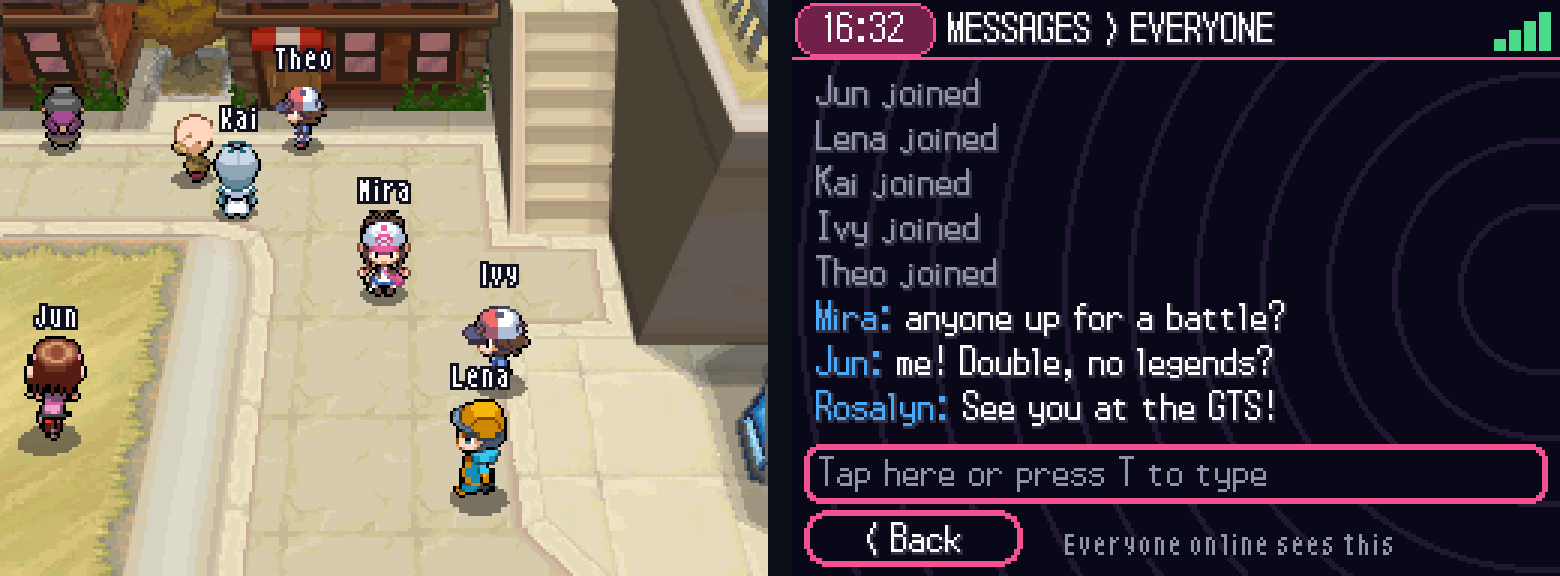 Theo
Kai
Mira
Ivy
Jun
Lena
16:32 MESSAGES ⟩ EVERYONE
Jun joined
Lena joined
Kai joined
Ivy joined
Theo joined
Mira: anyone up for a battle?
Jun: me! Double, no legends?
Rosalyn: See you at the GTS!
Tap here or press T to type
⟨ Back
Everyone online sees this